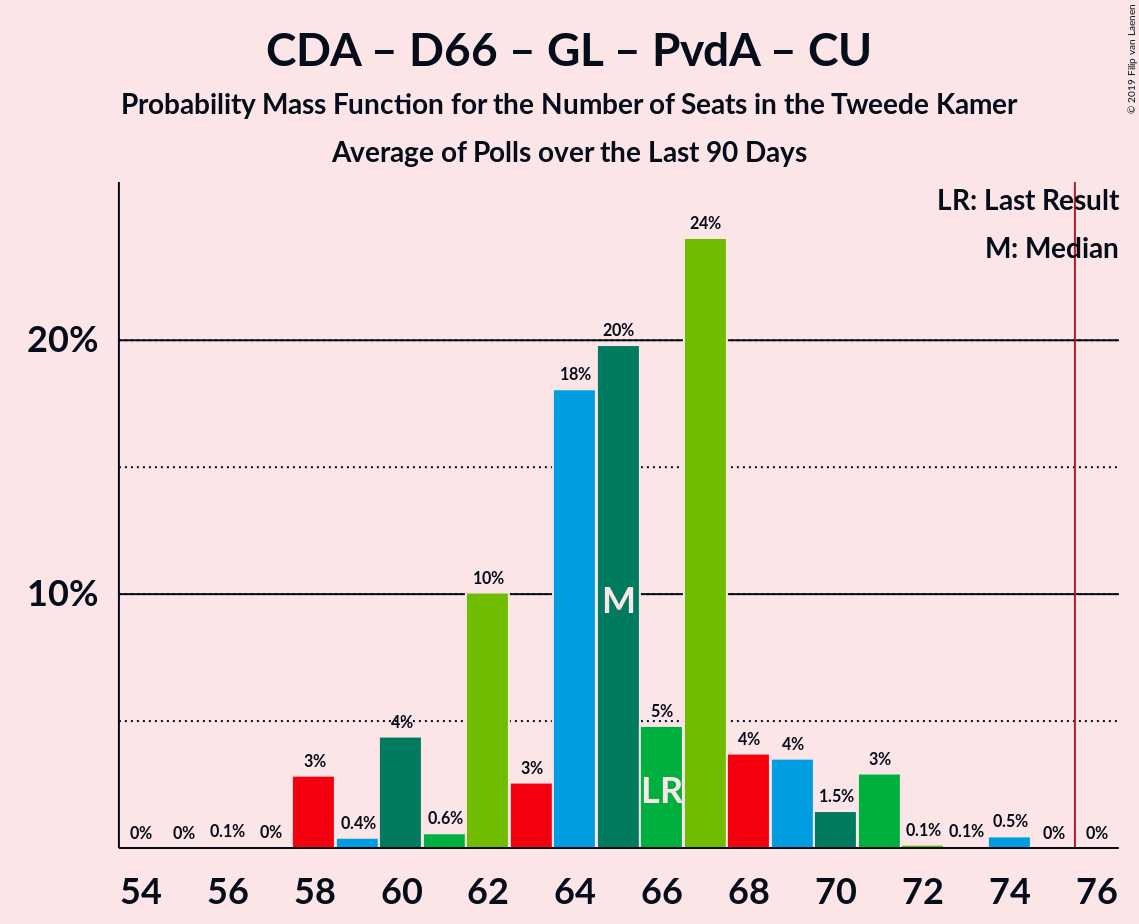 CDA – D66 – GL – PvdA – CU
Probability Mass Function for the Number of Seats in the Tweede Kamer
Average of Polls over the Last 90 Days
© 2019 Filip van Laenen
LR: Last Result
M: Median
20%
10%
0% 0% 0.1% 0% 3% 0.4% 4% 0.6% 10% 3% 18% 20% 5% 24% 4% 4% 1.5% 3% 0.1% 0.1% 0.5% 0% 0%
M
LR
54 56 58 60 62 64 66 68 70 72 74 76